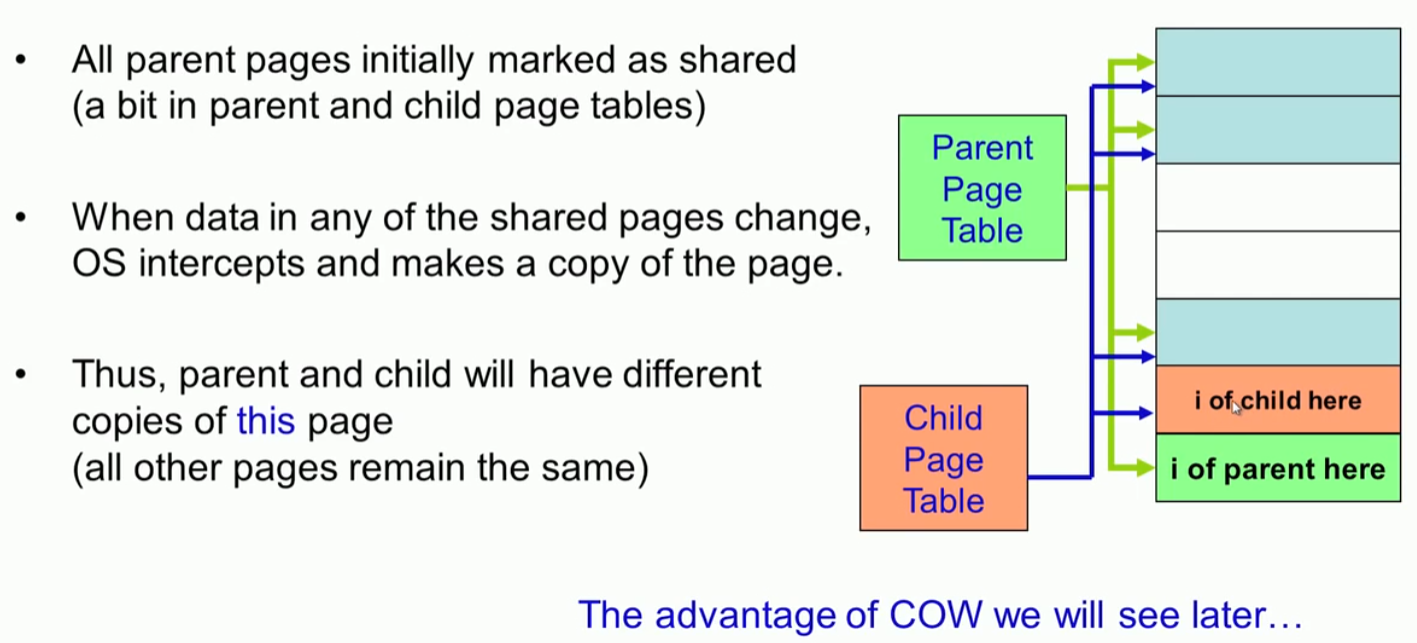 • All parent pages initially marked as shared
(a bit in parent and child page tables)
• When data in any of the shared pages change,
OS intercepts and makes a copy of the page.
• Thus, parent and child will have different
copies of this page
(all other pages remain the same)
Parent
Page
Table
Child
Page
Table
i of child here
i of parent here
The advantage of COW we will see later…